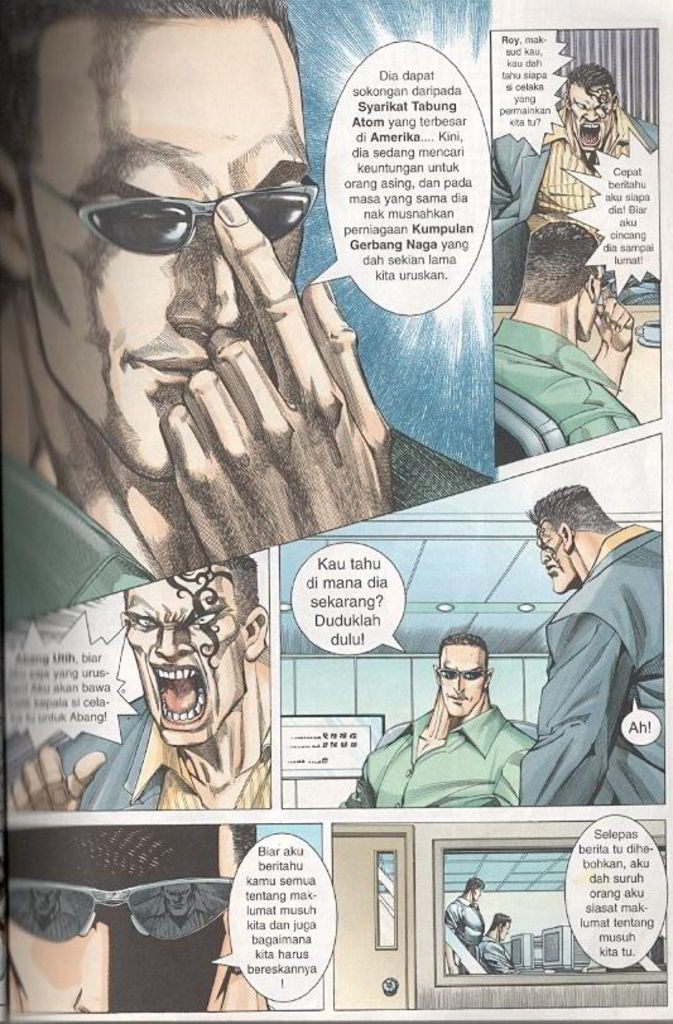 Dia dapat
sokongan daripada
Syarikat Tabung
Atom yang terbesar
di Amerika.... Kini,
dia sedang mencari
keuntungan untuk
orang asing, dan pada
masa yang sama dia
nak musnahkan
perniagaan Kumpulan
Gerbang Naga yang
dah sekian lama
kita uruskan.
Roy, mak-
sud kau,
kau dah
tahu siapa
si celaka
yang
permainkan
kita tu?
Cepat
beritahu
aku siapa
dia! Biar
aku
cincang
dia sampai
lumat!
Abang Utih, biar
saja yang urus-
Aku akan bawa
kepala si cela-
ka tu untuk Abang!
Kau tahu
di mana dia
sekarang?
Duduklah
dulu!
Ah!
Biar aku
beritahu
kamu semua
tentang mak-
lumat musuh
kita dan juga
bagaimana
kita harus
bereskannya
!
Selepas
berita tu dihe-
bohkan, aku
dah suruh
orang aku
siasat mak-
lumat tentang
musuh
kita tu.